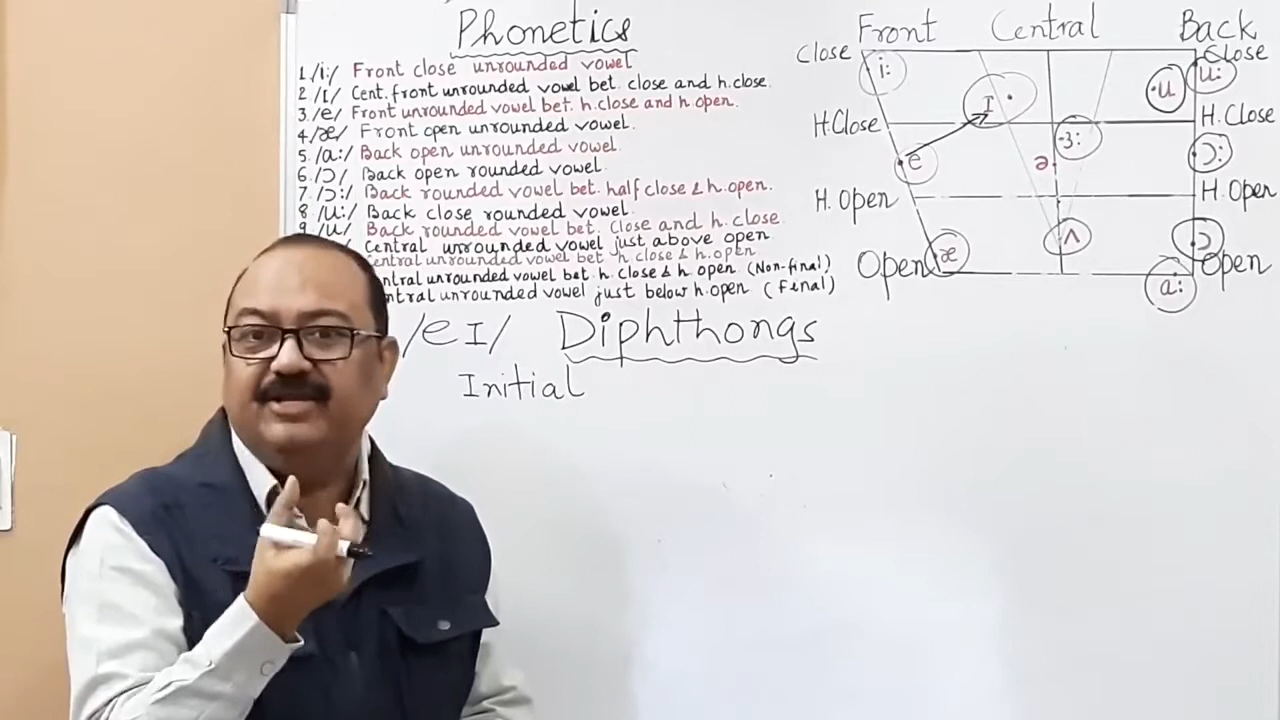 Phonetics
1 /i:/ Front close unrounded vowel
2 /I/ Cent. front unrounded vowel bet. close and h.close.
3. /e/ Front unrounded vowel bet. h.close and h open.
4. /æ/ Front open unrounded vowel.
5. /a:/ Back open unrounded vowel.
6. /ɔ/ Back open rounded vowel.
7. /ɔ:/ Back rounded vowel bet. half close & h.open.
8. /u:/ Back close rounded vowel.
9. /u/ Back rounded vowel bet. close and h. close
Central unrounded vowel just above open
Central unrounded vowel bet. h close & h.open
ntral unrounded vowel bet h. close & h open (Non-final)
ntral unrounded vowel just below h.open (Final)
/eI/ Diphthongs
Initial
Front Central Back
Close i: u: Close
I u
H.Close H.Close
e ə 3: ɔ:
H. Open H. Open
æ ʌ ɔ
Open Open
a: